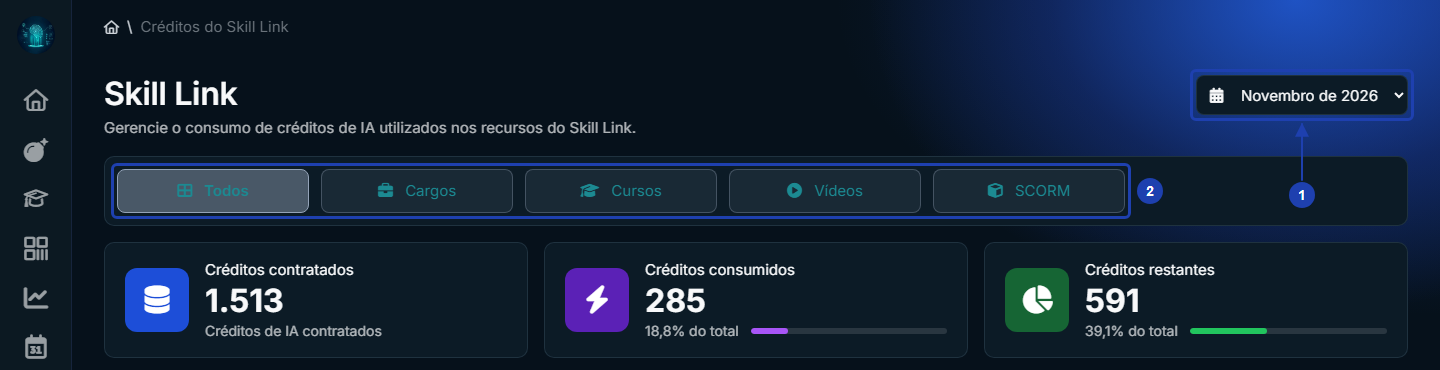 \ Créditos do Skill Link
Skill Link
Gerencie o consumo de créditos de IA utilizados nos recursos do Skill Link.
Novembro de 2026
1
Todos
Cargos
Cursos
Vídeos
SCORM
2
Créditos contratados
1.513
Créditos de IA contratados
Créditos consumidos
285
18,8% do total
Créditos restantes
591
39,1% do total
31